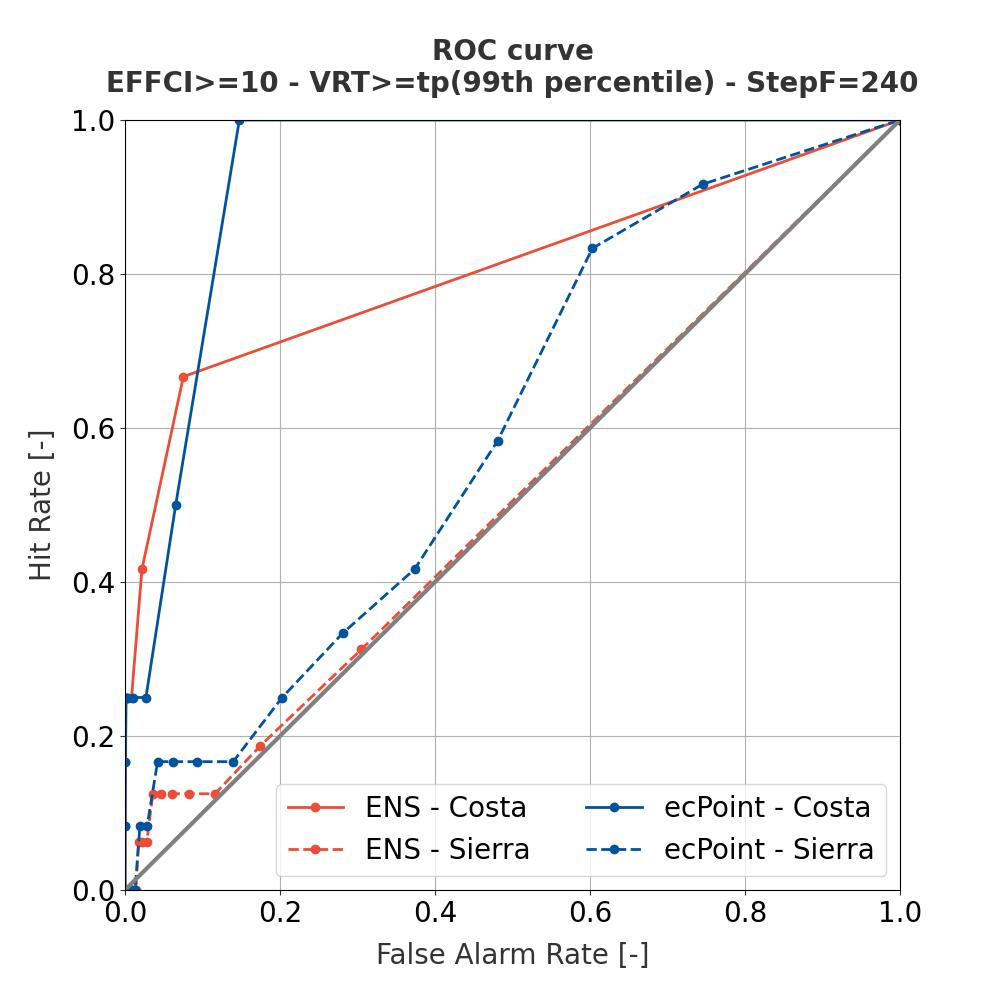 ROC curve
EFFCI>=10 - VRT>=tp(99th percentile) - StepF=240
1.0
0.8
0.6
0.4
0.2
0.0
Hit Rate [-]
ENS - Costa
ENS - Sierra
ecPoint - Costa
ecPoint - Sierra
0.0 0.2 0.4 0.6 0.8 1.0
False Alarm Rate [-]